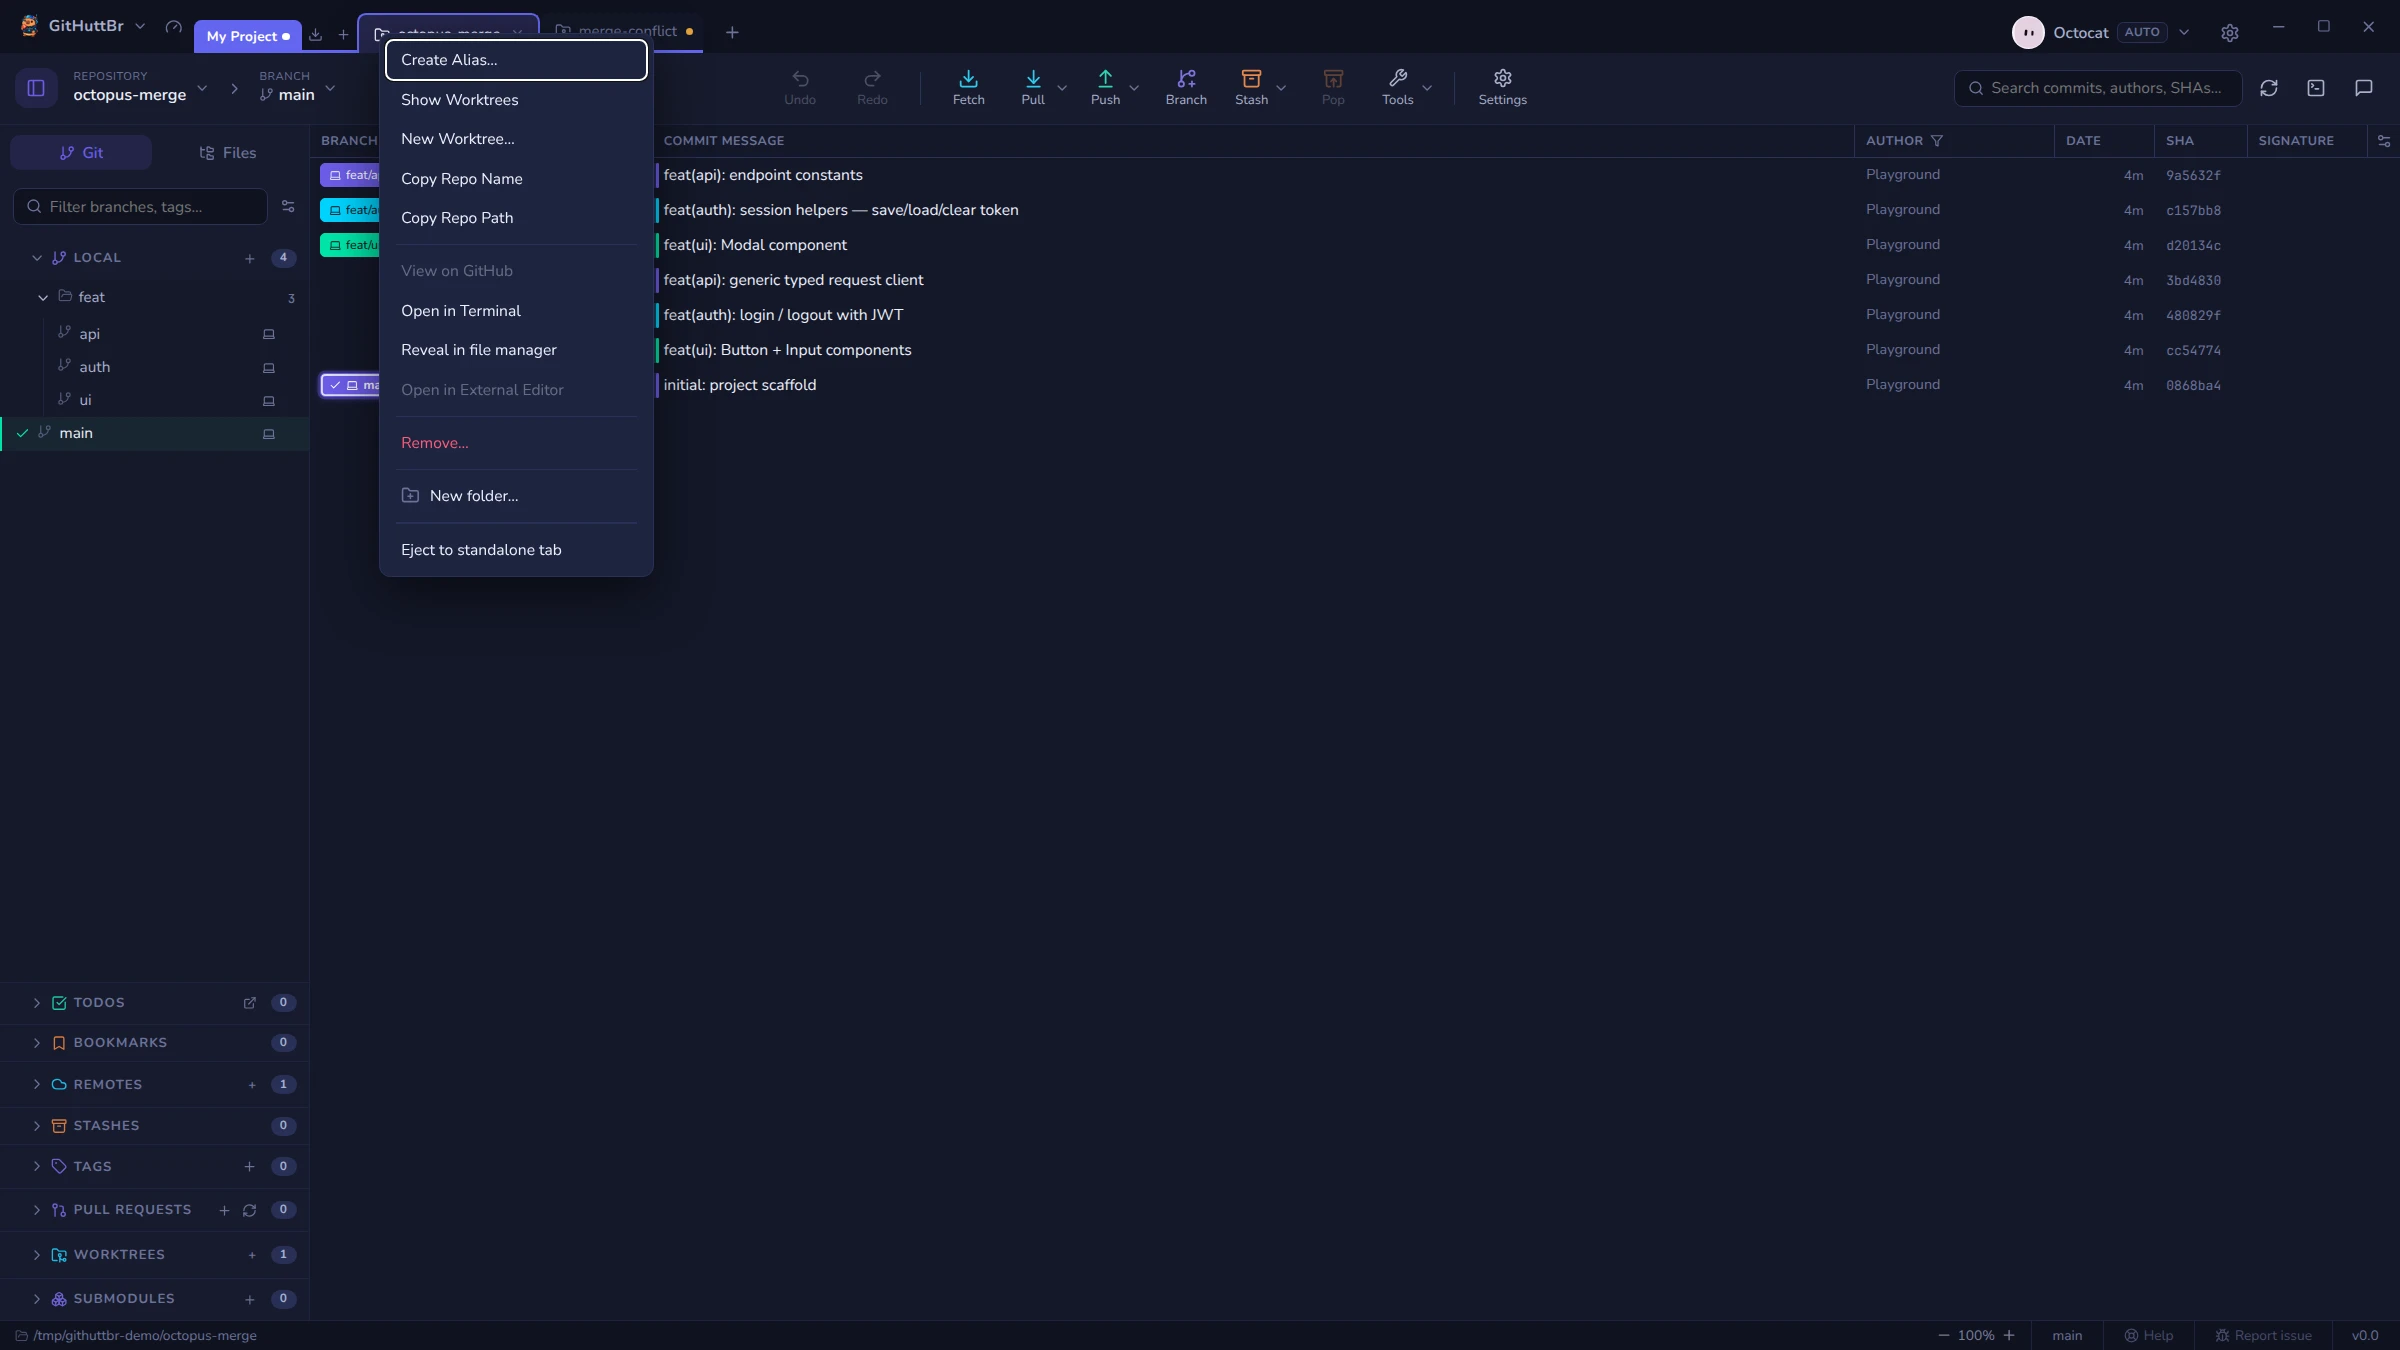 GitHuttBr
My Project
octopus-merge
merge-conflict
Octocat AUTO
REPOSITORY
octopus-merge
BRANCH
main
Undo
Redo
Fetch
Pull
Push
Branch
Stash
Pop
Tools
Settings
Search commits, authors, SHAs...
Git
Files
Filter branches, tags...
LOCAL 4
feat 3
api
auth
ui
main
TODOS 0
BOOKMARKS 0
REMOTES 1
STASHES 0
TAGS 0
PULL REQUESTS 0
WORKTREES 1
SUBMODULES 0
Create Alias...
Show Worktrees
New Worktree...
Copy Repo Name
Copy Repo Path
View on GitHub
Open in Terminal
Reveal in file manager
Open in External Editor
Remove...
New folder...
Eject to standalone tab
BRANCH COMMIT MESSAGE AUTHOR DATE SHA SIGNATURE
feat/a feat(api): endpoint constants Playground 4m 9a5632f
feat/a feat(auth): session helpers — save/load/clear token Playground 4m c157bb8
feat/u feat(ui): Modal component Playground 4m d20134c
feat(api): generic typed request client Playground 4m 3bd4830
feat(auth): login / logout with JWT Playground 4m 480829f
feat(ui): Button + Input components Playground 4m cc54774
ma initial: project scaffold Playground 4m 0868ba4
/tmp/githuttbr-demo/octopus-merge
100%
main
Help
Report issue
v0.0